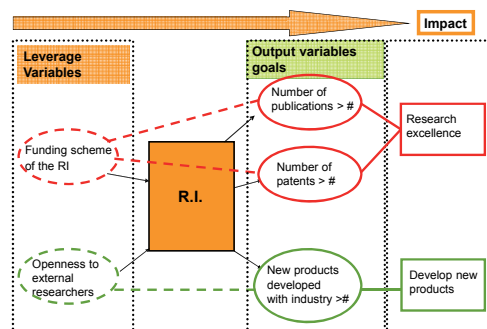 Impact
Leverage
Variables
Output variables
goals
Number of
publications > #
Research
excellence
Funding scheme
of the RI
Number of
patents > #
R.I.
Openness to
external
researchers
New products
developed
with industry >#
Develop new
products